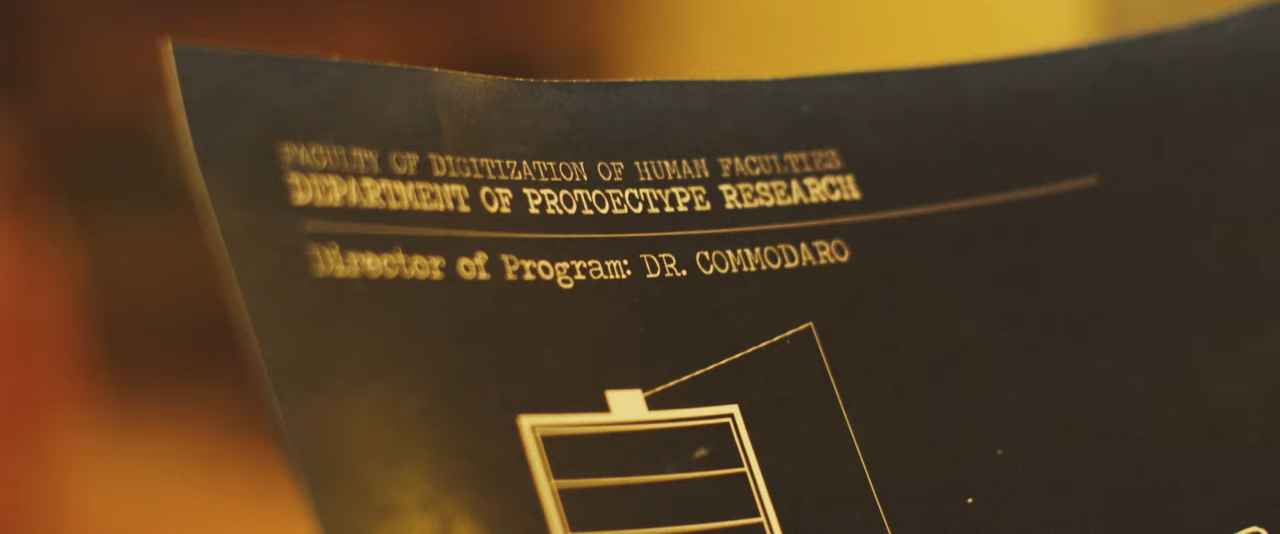 FACULTY OF DIGITIZATION OF HUMAN FACULTIES
DEPARTMENT OF PROTOECTYPE RESEARCH
Director of Program: DR. COMMODARO